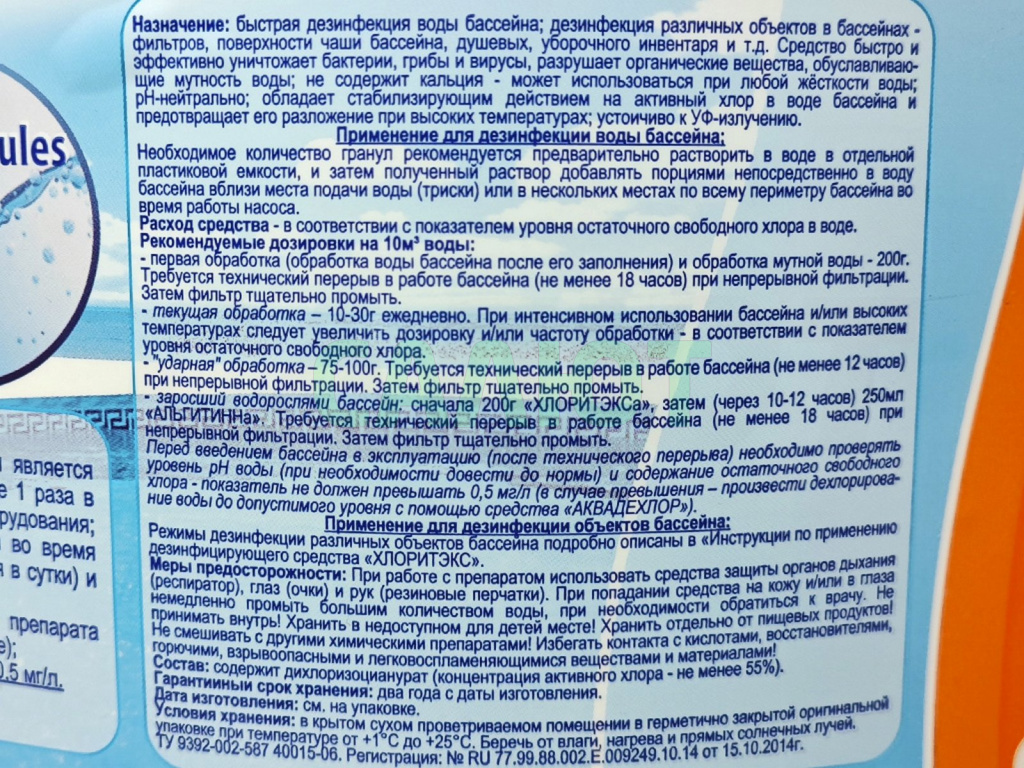 Назначение: быстрая дезинфекция воды бассейна; дезинфекция различных объектов в бассейнах -
фильтров, поверхности чаши бассейна, душевых, уборочного инвентаря и т.д. Средство быстро и
эффективно уничтожает бактерии, грибы и вирусы, разрушает органические вещества, обуславливаю-
щие мутность воды; не содержит кальция - может использоваться при любой жёсткости воды;
pH-нейтрально; обладает стабилизирующим действием на активный хлор в воде бассейна и
предотвращает его разложение при высоких температурах; устойчиво к УФ-излучению.
Применение для дезинфекции воды бассейна:
Необходимое количество гранул рекомендуется предварительно растворить в воде в отдельной
пластиковой емкости, и затем полученный раствор добавлять порциями непосредственно в воду
бассейна вблизи места подачи воды (триски) или в нескольких местах по всему периметру бассейна во
время работы насоса.
Расход средства - в соответствии с показателем уровня остаточного свободного хлора в воде.
Рекомендуемые дозировки на 10м³ воды:
- первая обработка (обработка воды бассейна после его заполнения) и обработка мутной воды - 200г.
Требуется технический перерыв в работе бассейна (не менее 18 часов) при непрерывной фильтрации.
Затем фильтр тщательно промыть.
- текущая обработка – 10-30г ежедневно. При интенсивном использовании бассейна и/или высоких
температурах следует увеличить дозировку и/или частоту обработки - в соответствии с показателем
уровня остаточного свободного хлора.
- "ударная" обработка – 75-100г. Требуется технический перерыв в работе бассейна (не менее 12 часов)
при непрерывной фильтрации. Затем фильтр тщательно промыть.
- заросший водорослями бассейн: сначала 200г «ХЛОРИТЭКСа», затем (через 10-12 часов) 250мл
«АЛЬГИТИННа». Требуется технический перерыв в работе бассейна (не менее 18 часов) при
непрерывной фильтрации. Затем фильтр тщательно промыть.
Перед введением бассейна в эксплуатацию (после технического перерыва) необходимо проверять
уровень pH воды (при необходимости довести до нормы) и содержание остаточного свободного
хлора - показатель не должен превышать 0,5 мг/л (в случае превышения – произвести дехлорирова-
ние воды до допустимого уровня с помощью средства «АКВАДЕХЛОР»).
Применение для дезинфекции объектов бассейна:
Режимы дезинфекции различных объектов бассейна подробно описаны в «Инструкции по применению
дезинфицирующего средства «ХЛОРИТЭКС».
Меры предосторожности: При работе с препаратом использовать средства защиты органов дыхания
(респиратор), глаз (очки) и рук (резиновые перчатки). При попадании средства на кожу и/или в глаза
немедленно промыть большим количеством воды, при необходимости обратиться к врачу. Не
принимать внутрь! Хранить в недоступном для детей месте! Хранить отдельно от пищевых продуктов!
Не смешивать с другими химическими препаратами! Избегать контакта с кислотами, восстановителями,
горючими, взрывоопасными и легковоспламеняющимися веществами и материалами!
Состав: содержит дихлоризоцианурат (концентрация активного хлора - не менее 55%).
Гарантийный срок хранения: два года с даты изготовления.
Дата изготовления: см. на упаковке.
Условия хранения: в крытом сухом проветриваемом помещении в герметично закрытой оригинальной
упаковке при температуре от +1°С до +25°С. Беречь от влаги, нагрева и прямых солнечных лучей.
ТУ 9392-002-587 40015-06. Регистрация: № RU 77.99.88.002.Е.009249.10.14 от 15.10.2014г.
ules
является
е 1 раза в
рудования;
во время
я в сутки) и
препарата
е);
0.5 мг/л.